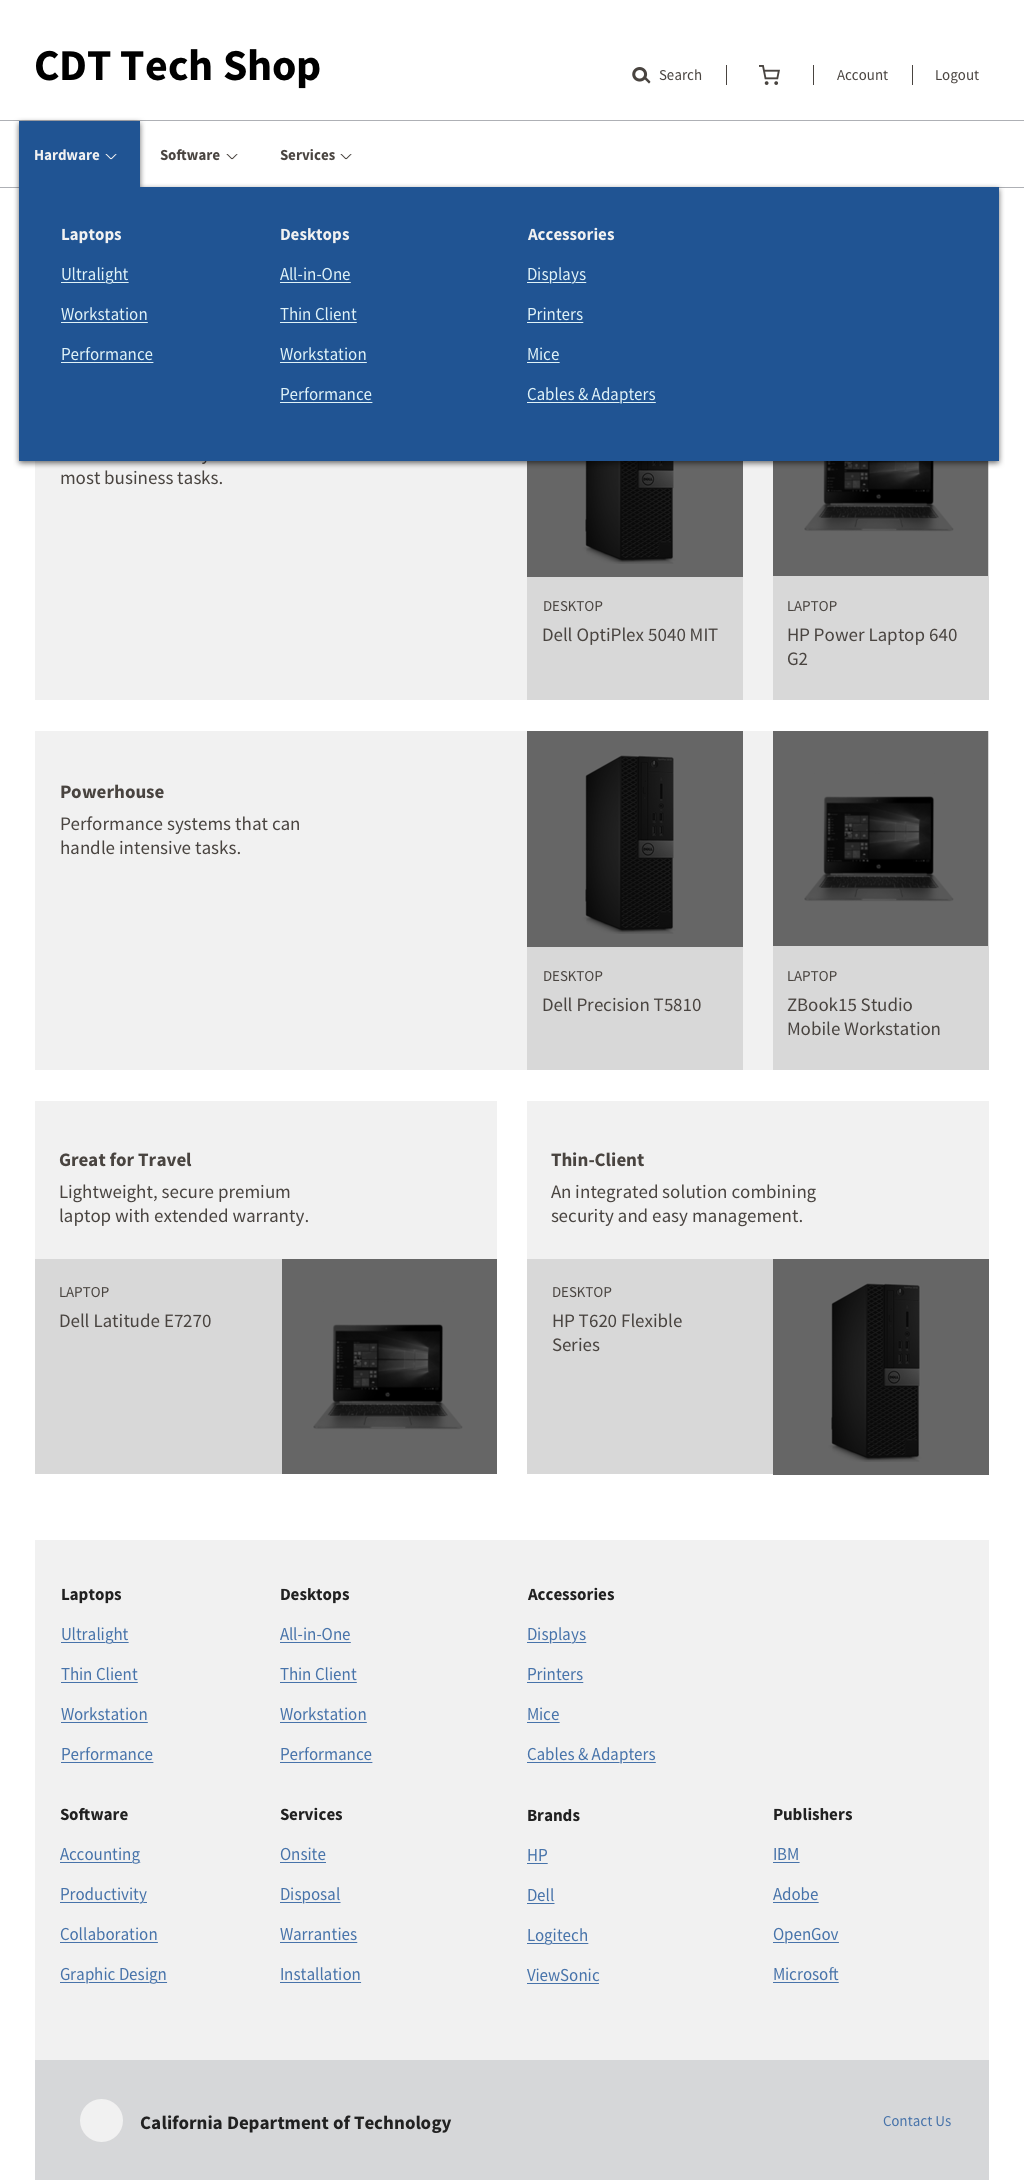 CDT Tech Shop
Search
Account
Logout
Hardware
Software
Services
Laptops
Ultralight
Workstation
Performance
Desktops
All-in-One
Thin Client
Workstation
Performance
Accessories
Displays
Printers
Mice
Cables & Adapters
most business tasks.
DESKTOP
Dell OptiPlex 5040 MIT
LAPTOP
HP Power Laptop 640
G2
Powerhouse
Performance systems that can
handle intensive tasks.
DESKTOP
Dell Precision T5810
LAPTOP
ZBook15 Studio
Mobile Workstation
Great for Travel
Lightweight, secure premium
laptop with extended warranty.
LAPTOP
Dell Latitude E7270
Thin-Client
An integrated solution combining
security and easy management.
DESKTOP
HP T620 Flexible
Series
Laptops
Ultralight
Thin Client
Workstation
Performance
Desktops
All-in-One
Thin Client
Workstation
Performance
Accessories
Displays
Printers
Mice
Cables & Adapters
Software
Accounting
Productivity
Collaboration
Graphic Design
Services
Onsite
Disposal
Warranties
Installation
Brands
HP
Dell
Logitech
ViewSonic
Publishers
IBM
Adobe
OpenGov
Microsoft
California Department of Technology
Contact Us